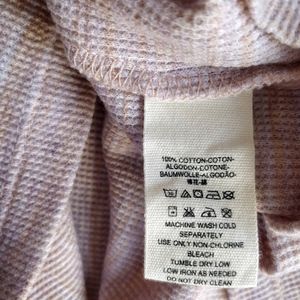 100% COTTON-COTON-
ALGODON-COTONE-
BAUMWOLLE-ALGODÃO-
MACHINE WASH COLD
SEPARATELY
USE ONLY NON-CHLORINE
BLEACH
TUMBLE DRY LOW
LOW IRON AS NEEDED
DO NOT DRY CLEAN